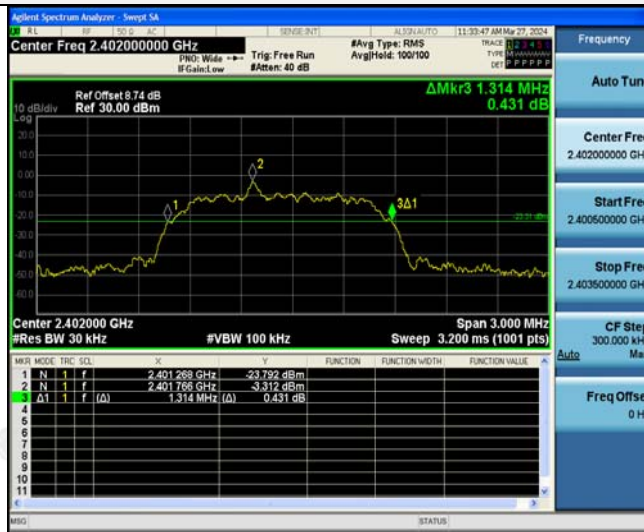 Agilent Spectrum Analyzer - Swept SA
RL RF 50 Ω AC SENSE:INT ALIGN AUTO 11:33:47 AM Mar 27, 2024
Center Freq 2.402000000 GHz
PNO: Wide
IFGain:Low
Trig: Free Run
#Atten: 40 dB
#Avg Type: RMS
Avg|Hold: 100/100
TRACE 1 2 3 4 5 6
TYPE
DET P P P P P P
Ref Offset 8.74 dB
10 dB/div Ref 30.00 dBm
Log
ΔMkr3 1.314 MHz
0.431 dB
20.0
10.0
0.00
-10.0
-20.0
-30.0
-40.0
-50.0
-60.0
1
2
3Δ1
Center 2.402000 GHz
#Res BW 30 kHz
#VBW 100 kHz
Span 3.000 MHz
Sweep 3.200 ms (1001 pts)
MKR MODE TRC SCL X Y FUNCTION FUNCTION WIDTH FUNCTION VALUE
1 N 1 f 2.401 268 GHz -23.792 dBm
2 N 1 f 2.401 766 GHz -3.312 dBm
3 Δ1 1 f (Δ) 1.314 MHz (Δ) 0.431 dB
4
5
6
7
8
9
10
11
MSG STATUS
Frequency
Auto Tun
Center Fre
2.402000000 GH
Start Fre
2.400500000 GH
Stop Fre
2.403500000 GH
CF Ste
300.000 kH
Auto Ma
Freq Offse
0 H